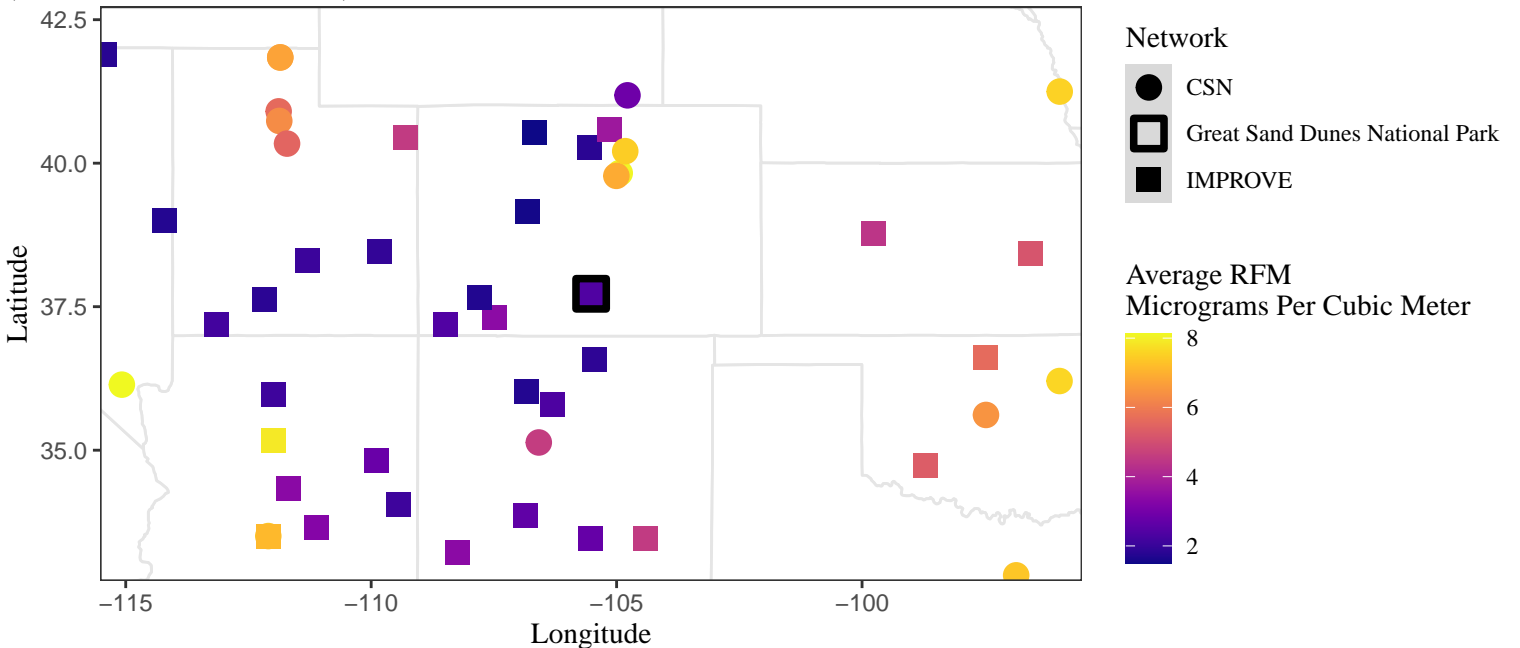 42.5
40.0
37.5
35.0
Latitude
−115
−110
−105
−100
Longitude
Network
CSN
Great Sand Dunes National Park
IMPROVE
Average RFM
Micrograms Per Cubic Meter
8
6
4
2